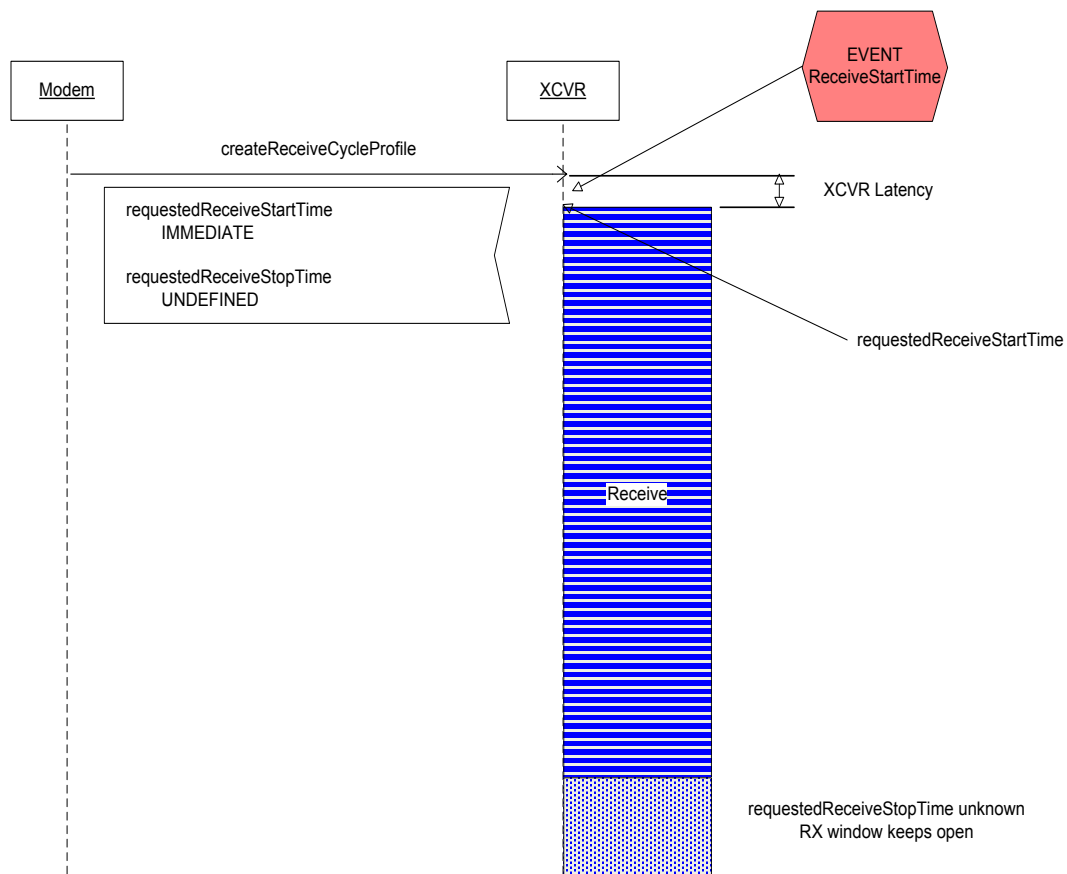 EVENT
ReceiveStartTime
Modem
XCVR
createReceiveCycleProfile
XCVR Latency
requestedReceiveStartTime
IMMEDIATE
requestedReceiveStopTime
UNDEFINED
requestedReceiveStartTime
Receive
requestedReceiveStopTime unknown
RX window keeps open